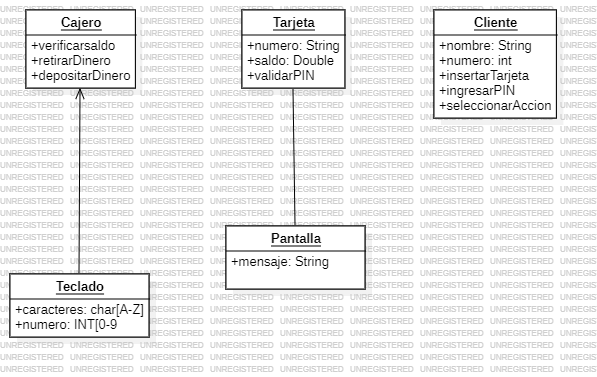 Cajero
+verificarsaldo
+retirarDinero
+depositarDinero
Tarjeta
+numero: String
+saldo: Double
+validarPIN
Cliente
+nombre: String
+numero: int
+insertarTarjeta
+ingresarPIN
+seleccionarAccion
Pantalla
+mensaje: String
Teclado
+caracteres: char[A-Z]
+numero: INT[0-9
UNREGISTERED